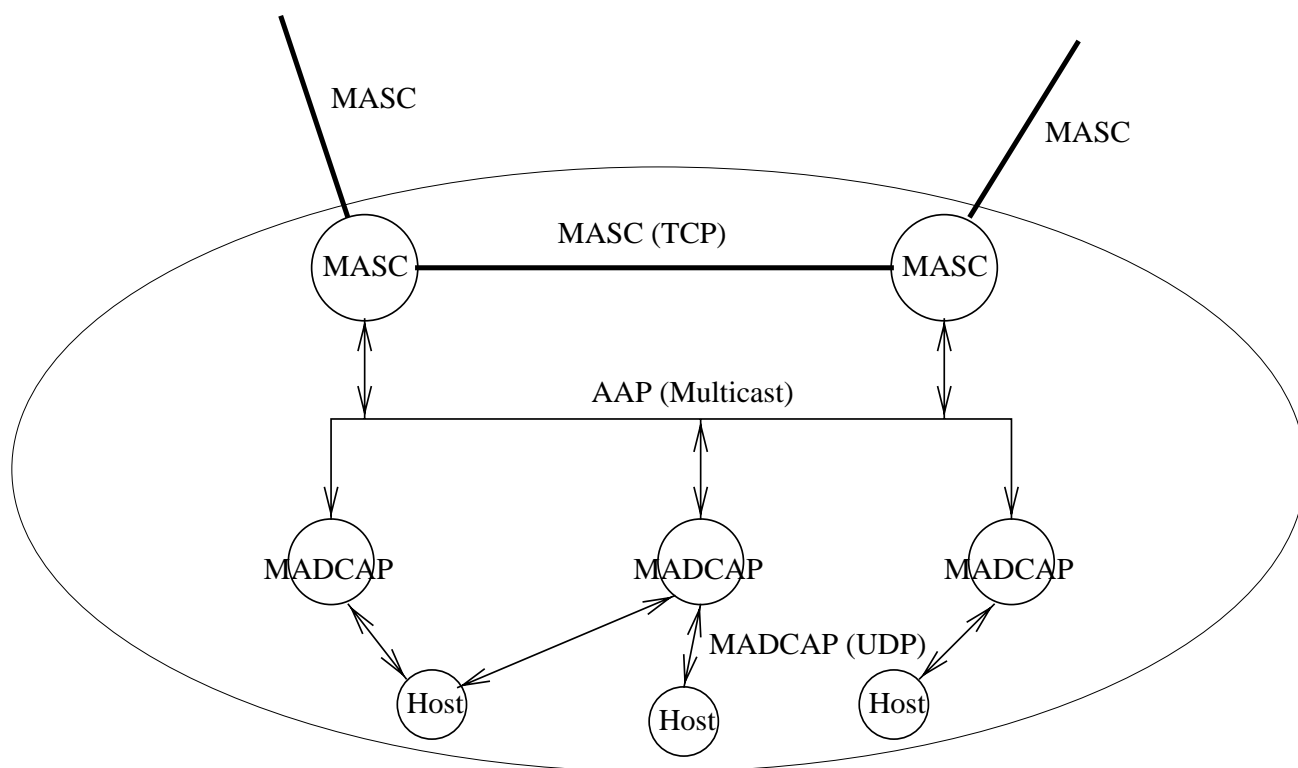 MASC
MASC
MASC (TCP)
MASC
MASC
AAP (Multicast)
MADCAP
MADCAP
MADCAP
MADCAP (UDP)
Host
Host
Host